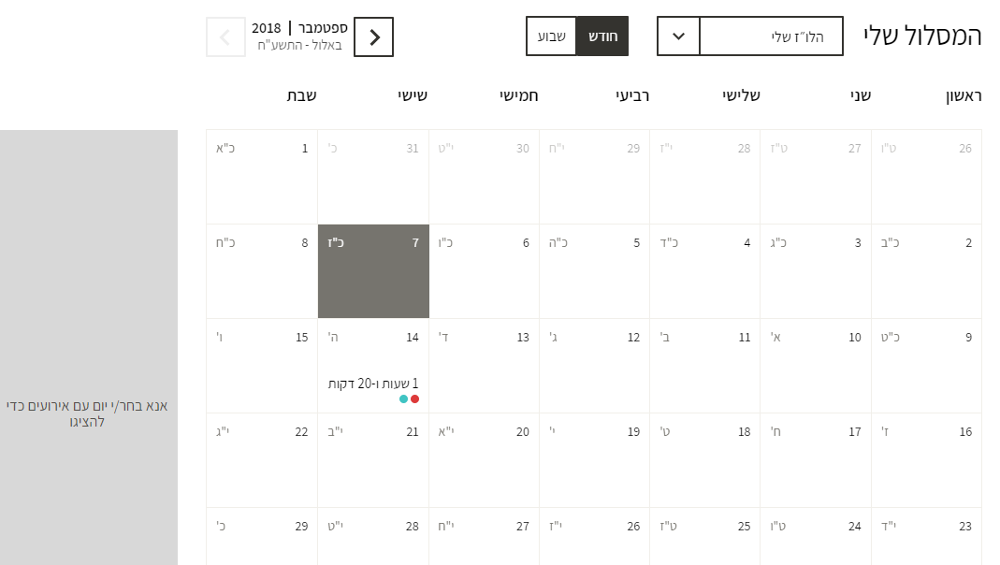 המסלול שלי
הלו״ז שלי
חודש
שבוע
ספטמבר | 2018
באלול - התשע"ח
ראשון שני שלישי רביעי חמישי שישי שבת
26 ט"ו 27 ט"ז 28 י"ז 29 י"ח 30 י"ט 31 כ' 1 כ"א
2 כ"ב 3 כ"ג 4 כ"ד 5 כ"ה 6 כ"ו 7 כ"ז 8 כ"ח
9 כ"ט 10 א' 11 ב' 12 ג' 13 ד' 14 ה' 15 ו'
1 שעות ו-20 דקות
16 ז' 17 ח' 18 ט' 19 י' 20 י"א 21 י"ב 22 י"ג
23 י"ד 24 ט"ו 25 ט"ז 26 י"ז 27 י"ח 28 י"ט 29 כ'
אנא בחר/י יום עם אירועים כדי
להציגו